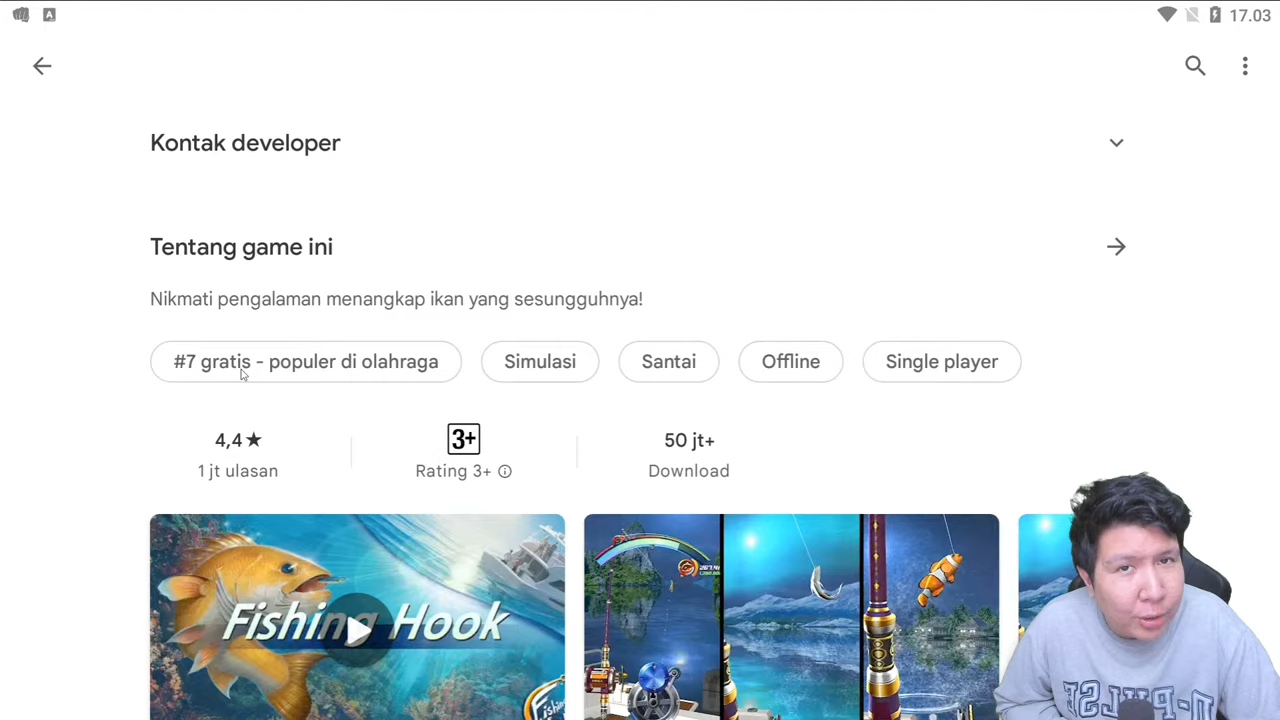 A
17.03
Kontak developer
Tentang game ini
Nikmati pengalaman menangkap ikan yang sesungguhnya!
#7 gratis - populer di olahraga
Simulasi
Santai
Offline
Single player
4,4★
3+
50 jt+
1 jt ulasan
Rating 3+
Download
Fishing Hook